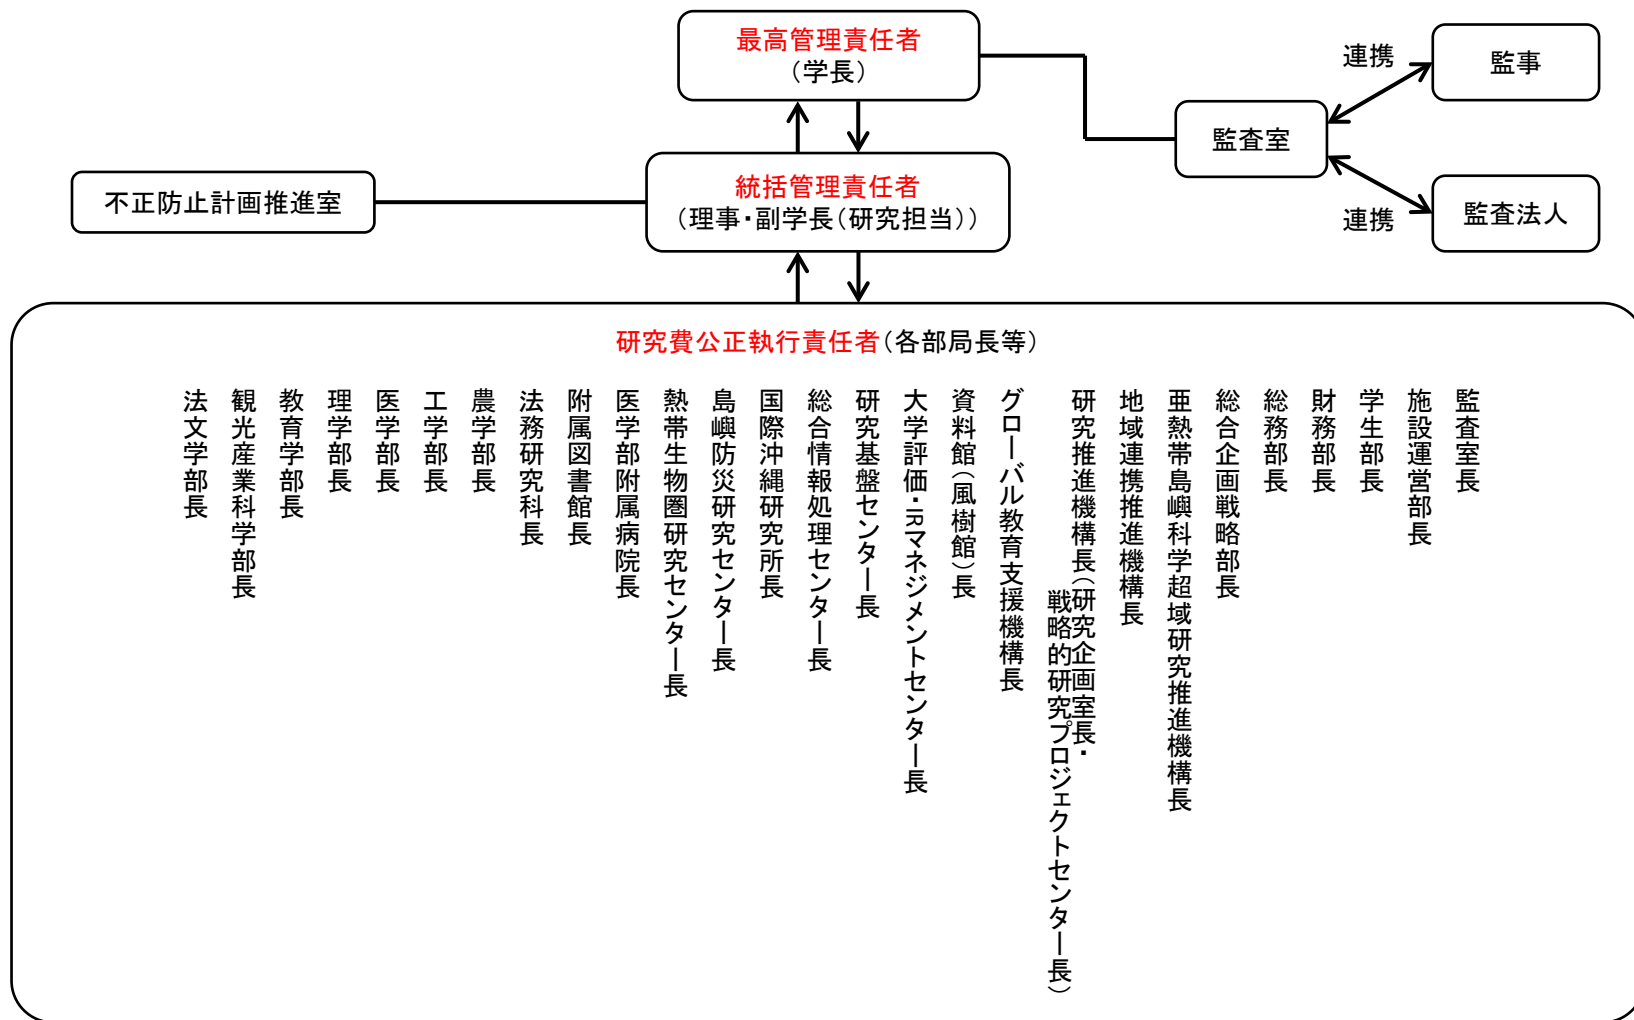 最高管理責任者
（学長）
連携
監事
監査室
統括管理責任者
（理事・副学長（研究担当））
不正防止計画推進室
連携
監査法人
研究費公正執行責任者（各部局長等）
法文学部長
観光産業科学部長
教育学部長
理学部長
医学部長
工学部長
農学部長
法務研究科長
附属図書館長
医学部附属病院長
熱帯生物圏研究センター長
島嶼防災研究センター長
国際沖縄研究所長
総合情報処理センター長
研究基盤センター長
大学評価・IRマネジメントセンター長
資料館（風樹館）長
グローバル教育支援機構長
研究推進機構長（研究企画室長・
戦略的研究プロジェクトセンター長）
地域連携推進機構長
亜熱帯島嶼科学超域研究推進機構長
総合企画戦略部長
総務部長
財務部長
学生部長
施設運営部長
監査室長